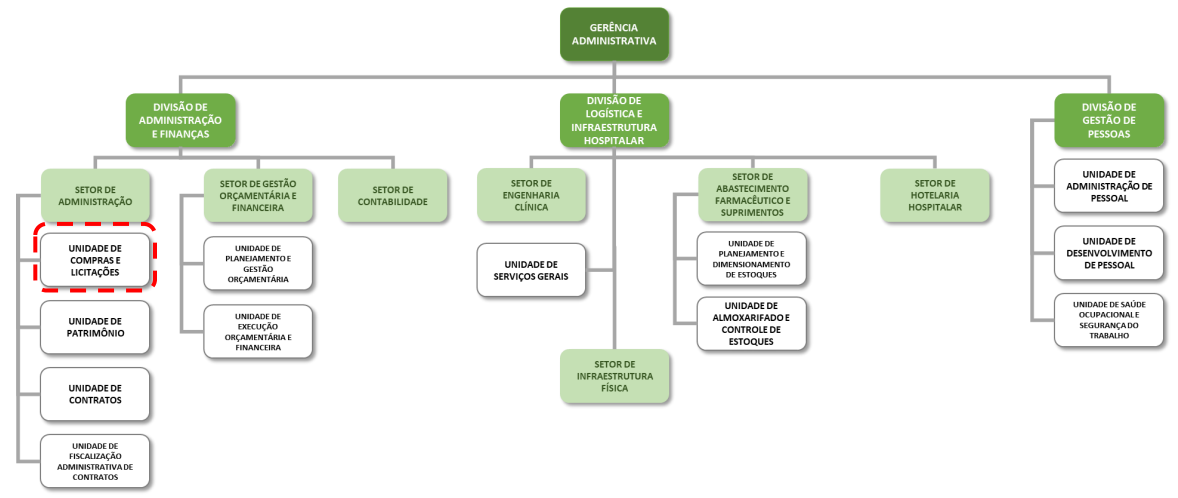 GERÊNCIA
ADMINISTRATIVA
DIVISÃO DE
ADMINISTRAÇÃO
E FINANÇAS
DIVISÃO DE
LOGÍSTICA E
INFRAESTRUTURA
HOSPITALAR
DIVISÃO DE
GESTÃO DE
PESSOAS
SETOR DE
ADMINISTRAÇÃO
SETOR DE GESTÃO
ORÇAMENTÁRIA E
FINANCEIRA
SETOR DE
CONTABILIDADE
SETOR DE
ENGENHARIA
CLÍNICA
SETOR DE
ABASTECIMENTO
FARMACÊUTICO E
SUPRIMENTOS
SETOR DE
HOTELARIA
HOSPITALAR
UNIDADE DE
ADMINISTRAÇÃO DE
PESSOAL
UNIDADE DE
COMPRAS E
LICITAÇÕES
UNIDADE DE
PLANEJAMENTO E
GESTÃO
ORÇAMENTÁRIA
UNIDADE DE
SERVIÇOS GERAIS
UNIDADE DE
PLANEJAMENTO E
DIMENSIONAMENTO
DE ESTOQUES
UNIDADE DE
DESENVOLVIMENTO
DE PESSOAL
UNIDADE DE
PATRIMÔNIO
UNIDADE DE
EXECUÇÃO
ORÇAMENTÁRIA E
FINANCEIRA
UNIDADE DE
ALMOXARIFADO E
CONTROLE DE
ESTOQUES
UNIDADE DE SAÚDE
OCUPACIONAL E
SEGURANÇA DO
TRABALHO
UNIDADE DE
CONTRATOS
SETOR DE
INFRAESTRUTURA
FÍSICA
UNIDADE DE
FISCALIZAÇÃO
ADMINISTRATIVA DE
CONTRATOS